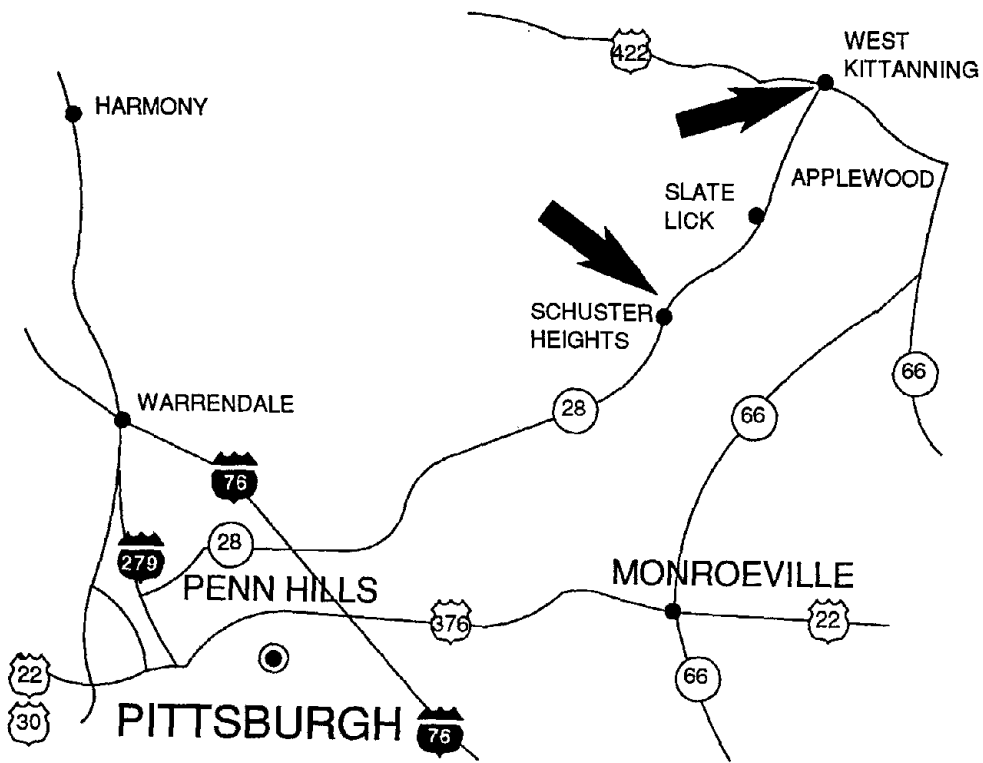 422
WEST
KITTANNING
HARMONY
APPLEWOOD
SLATE
LICK
SCHUSTER
HEIGHTS
66
WARRENDALE
28
66
76
28
279
PENN HILLS
MONROEVILLE
376
22
22
66
30
PITTSBURGH
76